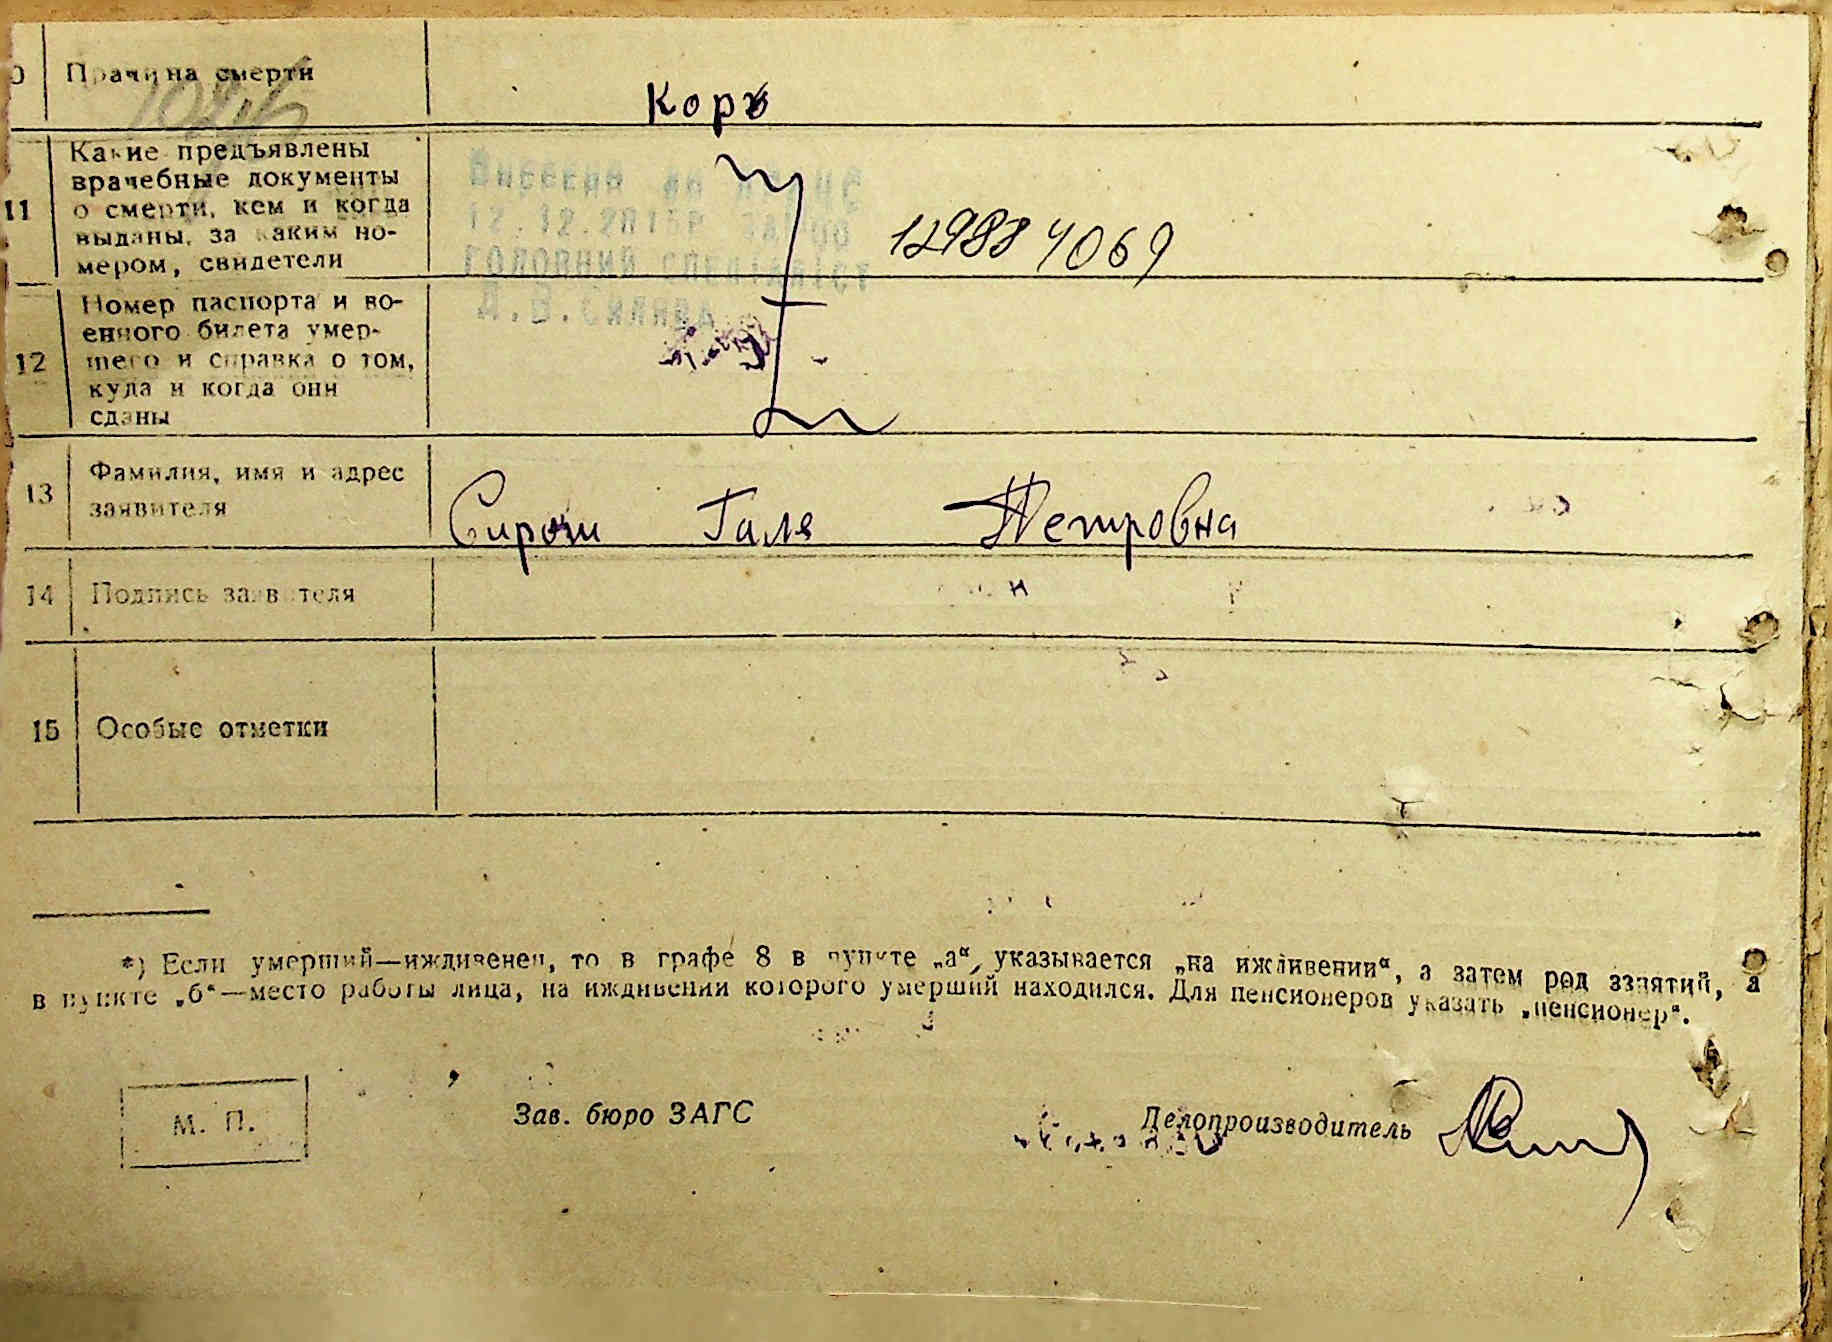 Причина смерти
Коръ
11
Какие предъявлены
врачебные документы
о смерти, кем и когда
выданы, за каким но-
мером, свидетели
12.12.2015р
ГОЛОВНИЙ СПЕЦІАЛІСТ
129884069
12
Номер паспорта и во-
енного билета умер-
шего и справка о том,
куда и когда они
сданы
13
Фамилия, имя и адрес
заявителя
Сирош Галя Петровна
14
Подпись заявителя
15
Особые отметки
*) Если умерший—иждивенец, то в графе 8 в пункте „а“, указывается „на иждивении“, а затем род занятий, а
в пункте „б“—место работы лица, на иждивении которого умерший находился. Для пенсионеров указать „пенсионер“.
М. П.
Зав. бюро ЗАГС
Делопроизводитель